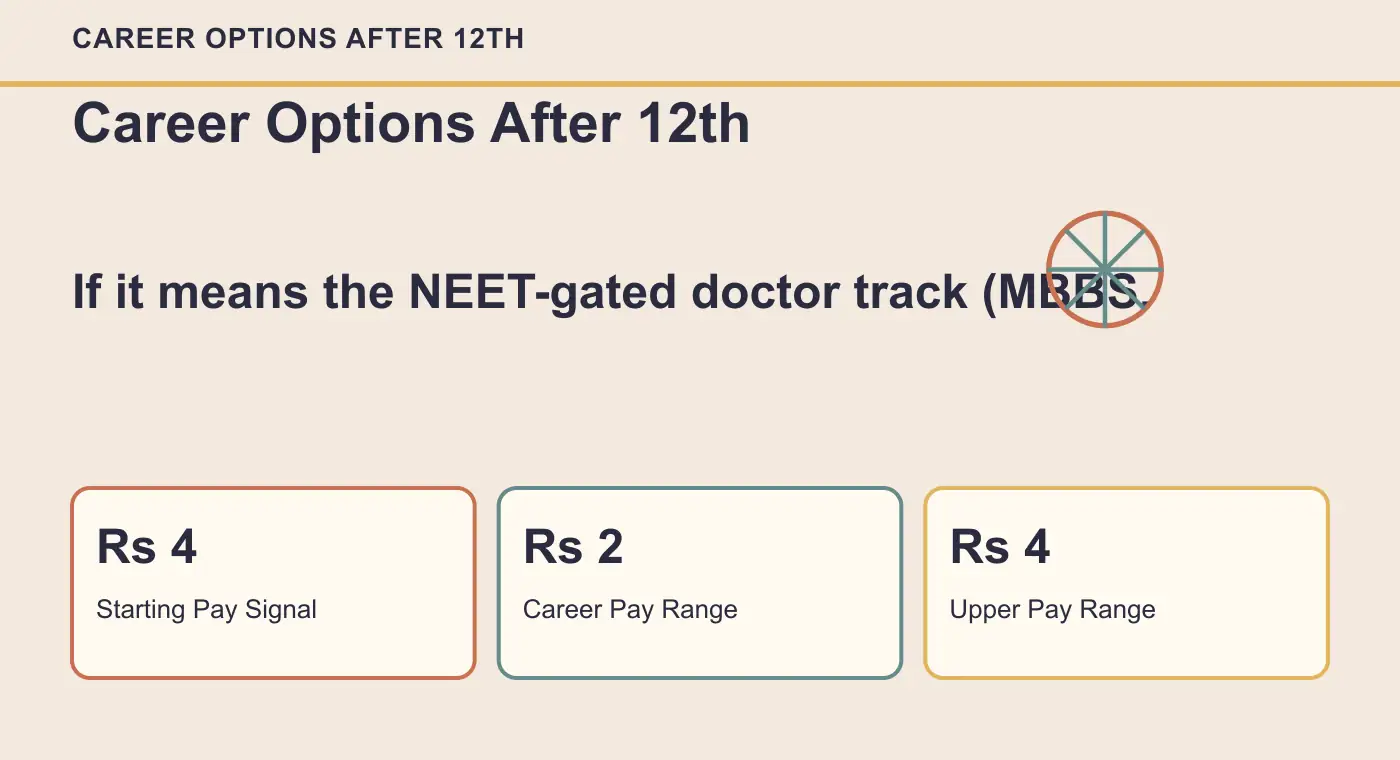 CAREER OPTIONS AFTER 12TH
Career Options After 12th
If it means the NEET-gated doctor track (MBBS.
Rs 4
Starting Pay Signal
Rs 2
Career Pay Range
Rs 4
Upper Pay Range